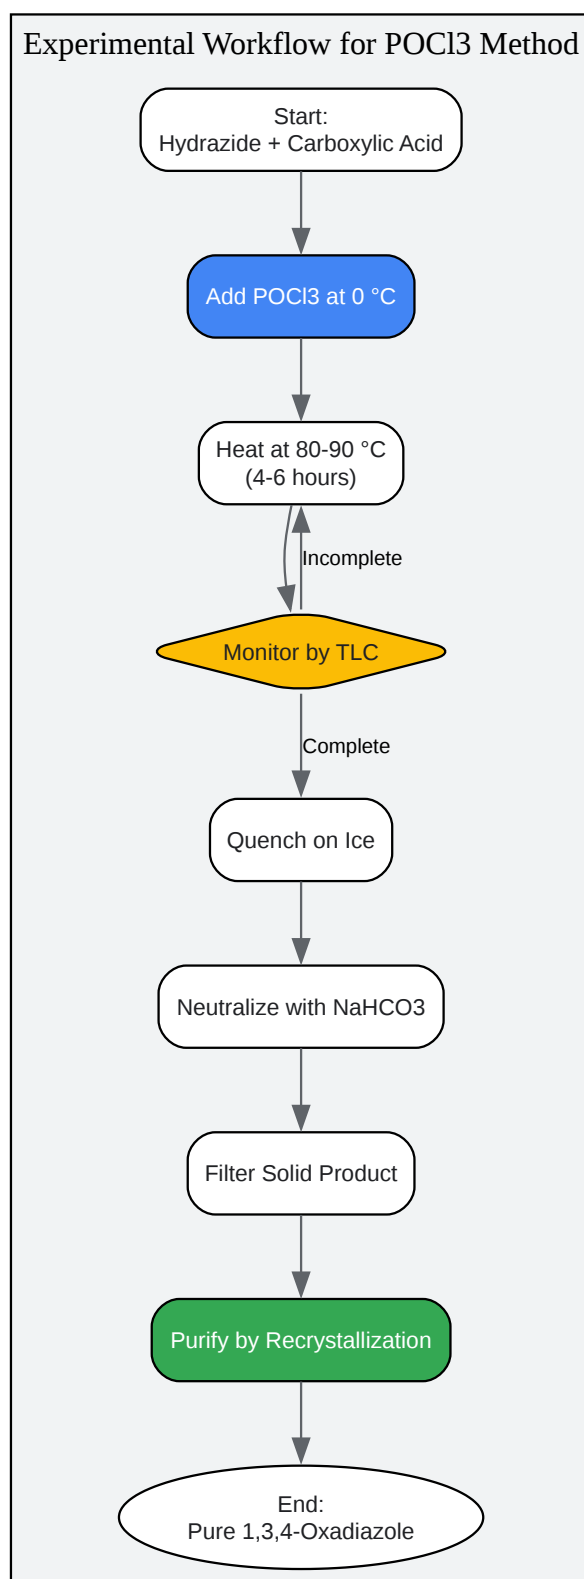 Experimental Workflow for POCl3 Method
Start:
Hydrazide + Carboxylic Acid
Add POCl3 at 0 °C
Heat at 80-90 °C
(4-6 hours)
Incomplete
Monitor by TLC
Complete
Quench on Ice
Neutralize with NaHCO3
Filter Solid Product
Purify by Recrystallization
End:
Pure 1,3,4-Oxadiazole